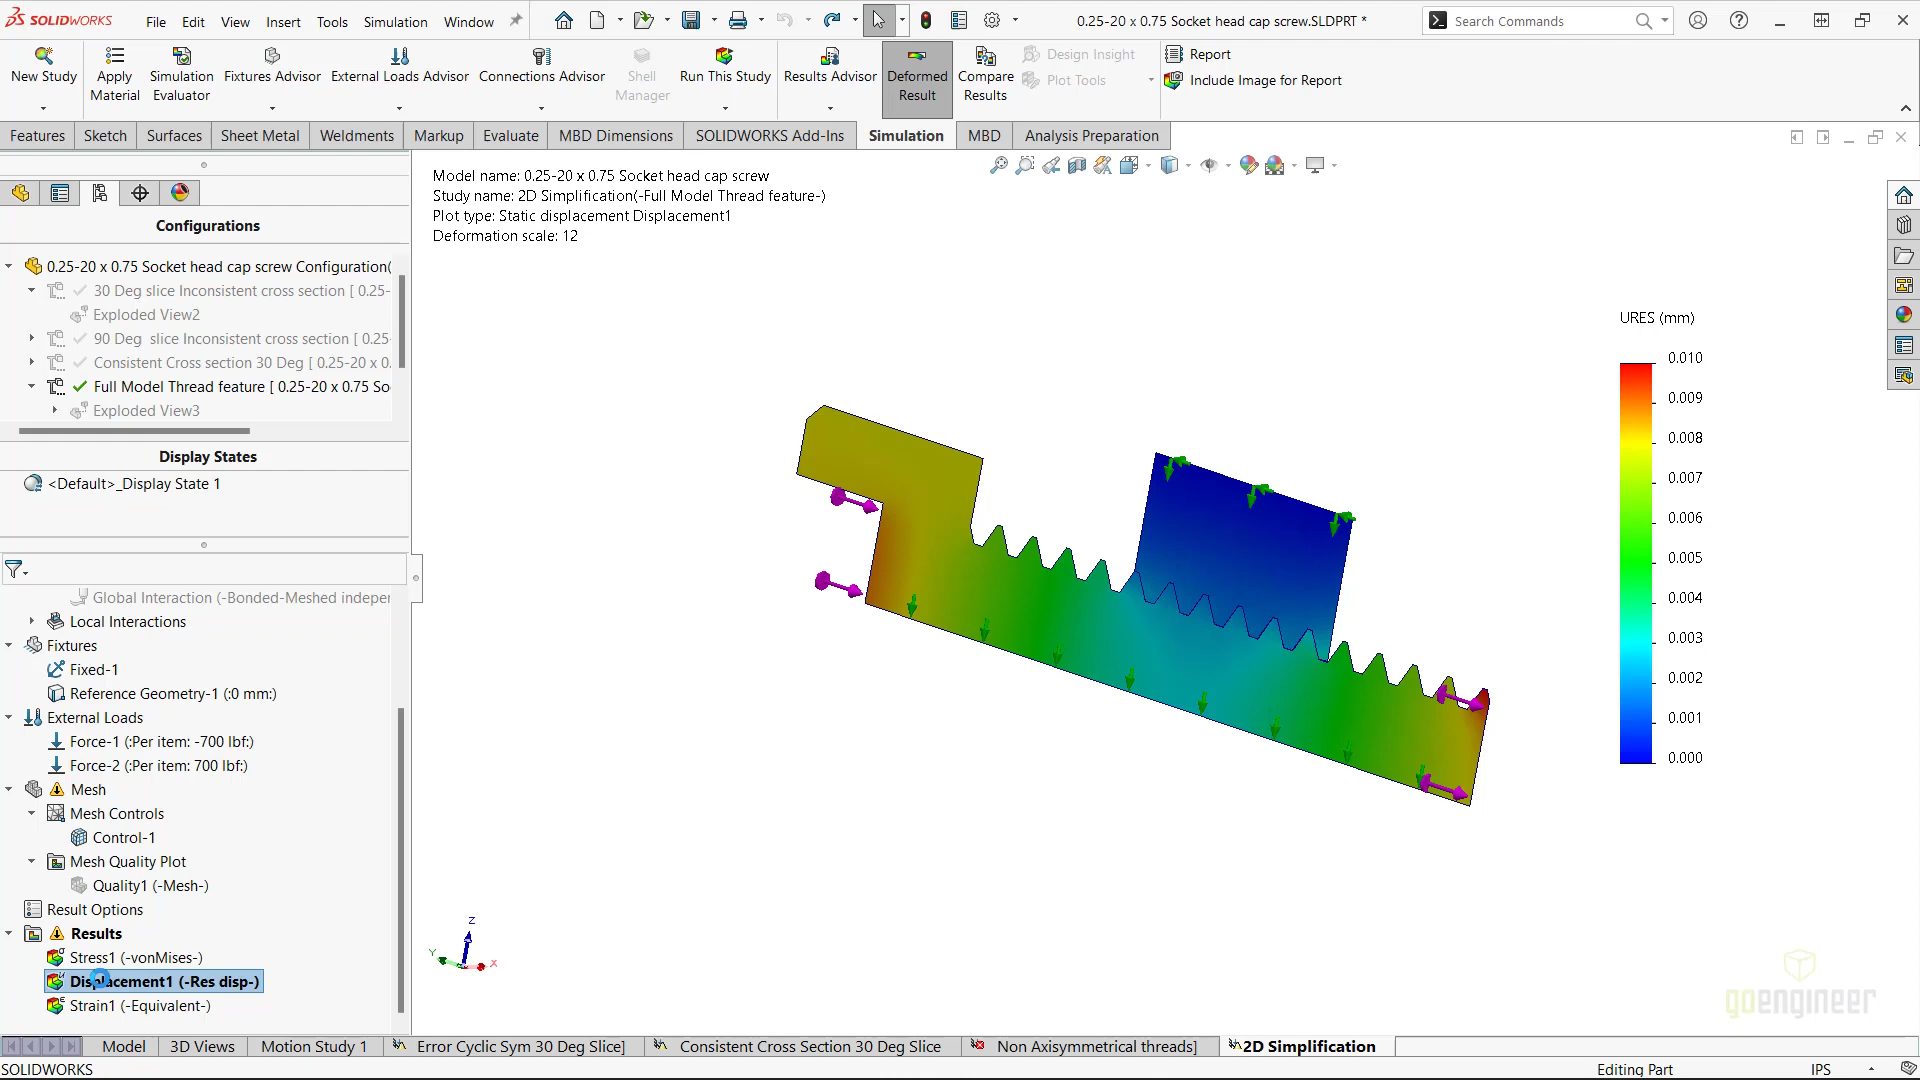 SOLIDWORKS File Edit View Insert Tools Simulation Window 0.25-20 x 0.75 Socket head cap screw.SLDPRT * Search Commands
New Study
Apply Material
Simulation Evaluator
Fixtures Advisor
External Loads Advisor
Connections Advisor
Shell Manager
Run This Study
Results Advisor
Deformed Result
Compare Results
Design Insight
Plot Tools
Report
Include Image for Report
Features Sketch Surfaces Sheet Metal Weldments Markup Evaluate MBD Dimensions SOLIDWORKS Add-Ins Simulation MBD Analysis Preparation
Configurations
0.25-20 x 0.75 Socket head cap screw Configuration(
30 Deg slice Inconsistent cross section [ 0.25-
Exploded View2
90 Deg  slice Inconsistent cross section [ 0.25-
Consistent Cross section 30 Deg [ 0.25-20 x 0.
Full Model Thread feature [ 0.25-20 x 0.75 So
Exploded View3
Display States
<Default>_Display State 1
Global Interaction (-Bonded-Meshed indeper
Local Interactions
Fixtures
Fixed-1
Reference Geometry-1 (:0 mm:)
External Loads
Force-1 (:Per item: -700 lbf:)
Force-2 (:Per item: 700 lbf:)
Mesh
Mesh Controls
Control-1
Mesh Quality Plot
Quality1 (-Mesh-)
Result Options
Results
Stress1 (-vonMises-)
Displacement1 (-Res disp-)
Strain1 (-Equivalent-)
Model name: 0.25-20 x 0.75 Socket head cap screw
Study name: 2D Simplification(-Full Model Thread feature-)
Plot type: Static displacement Displacement1
Deformation scale: 12
URES (mm)
0.010
0.009
0.008
0.007
0.006
0.005
0.004
0.003
0.002
0.001
0.000
Z
Y
X
goengineer
Model 3D Views Motion Study 1 Error Cyclic Sym 30 Deg Slice] Consistent Cross Section 30 Deg Slice Non Axisymmetrical threads] 2D Simplification
SOLIDWORKS Editing Part IPS